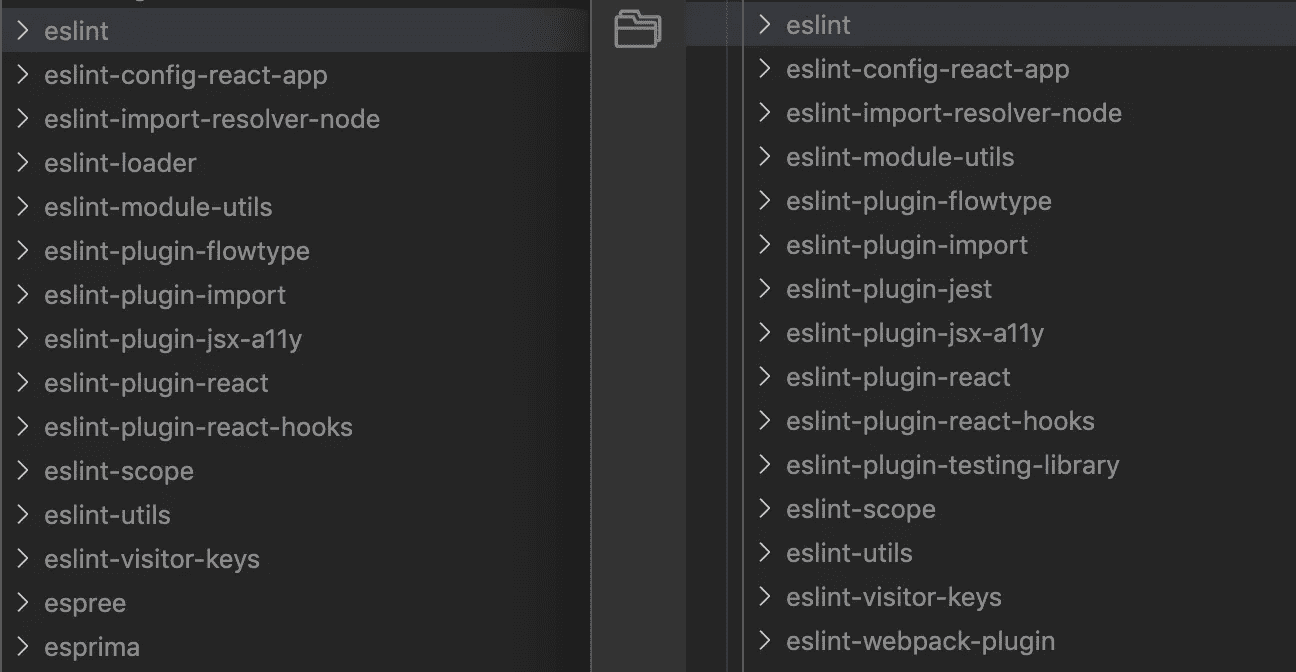 eslint
eslint-config-react-app
eslint-import-resolver-node
eslint-loader
eslint-module-utils
eslint-plugin-flowtype
eslint-plugin-import
eslint-plugin-jsx-a11y
eslint-plugin-react
eslint-plugin-react-hooks
eslint-scope
eslint-utils
eslint-visitor-keys
espree
esprima
eslint
eslint-config-react-app
eslint-import-resolver-node
eslint-module-utils
eslint-plugin-flowtype
eslint-plugin-import
eslint-plugin-jest
eslint-plugin-jsx-a11y
eslint-plugin-react
eslint-plugin-react-hooks
eslint-plugin-testing-library
eslint-scope
eslint-utils
eslint-visitor-keys
eslint-webpack-plugin